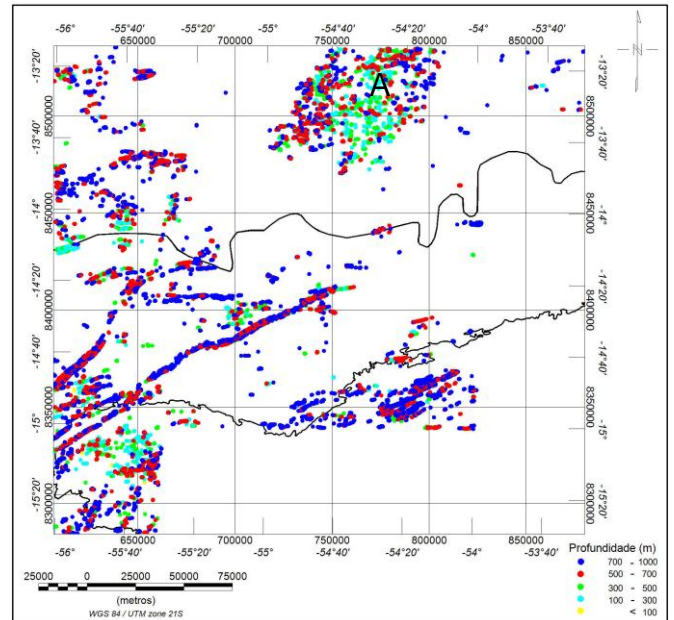 -56° -55°40' -55°20' -55° -54°40' -54°20' -54° -53°40'
650000 700000 750000 800000 850000
-13°20' -13°20'
A
8500000 8500000
-13°40' -13°40'
-14° -14°
8450000 8450000
-14°20' -14°20'
8400000 8400000
-14°40' -14°40'
8350000 8350000
-15° -15°
-15°20' -15°20'
8300000 8300000
650000 700000 750000 800000 850000
-56° -55°40' -55°20' -55° -54°40' -54°20' -54° -53°40'
25000 0 25000 50000 75000
(metros)
WGS 84 / UTM zone 21S
Profundidade (m)
700 - 1000
500 - 700
300 - 500
100 - 300
< 100